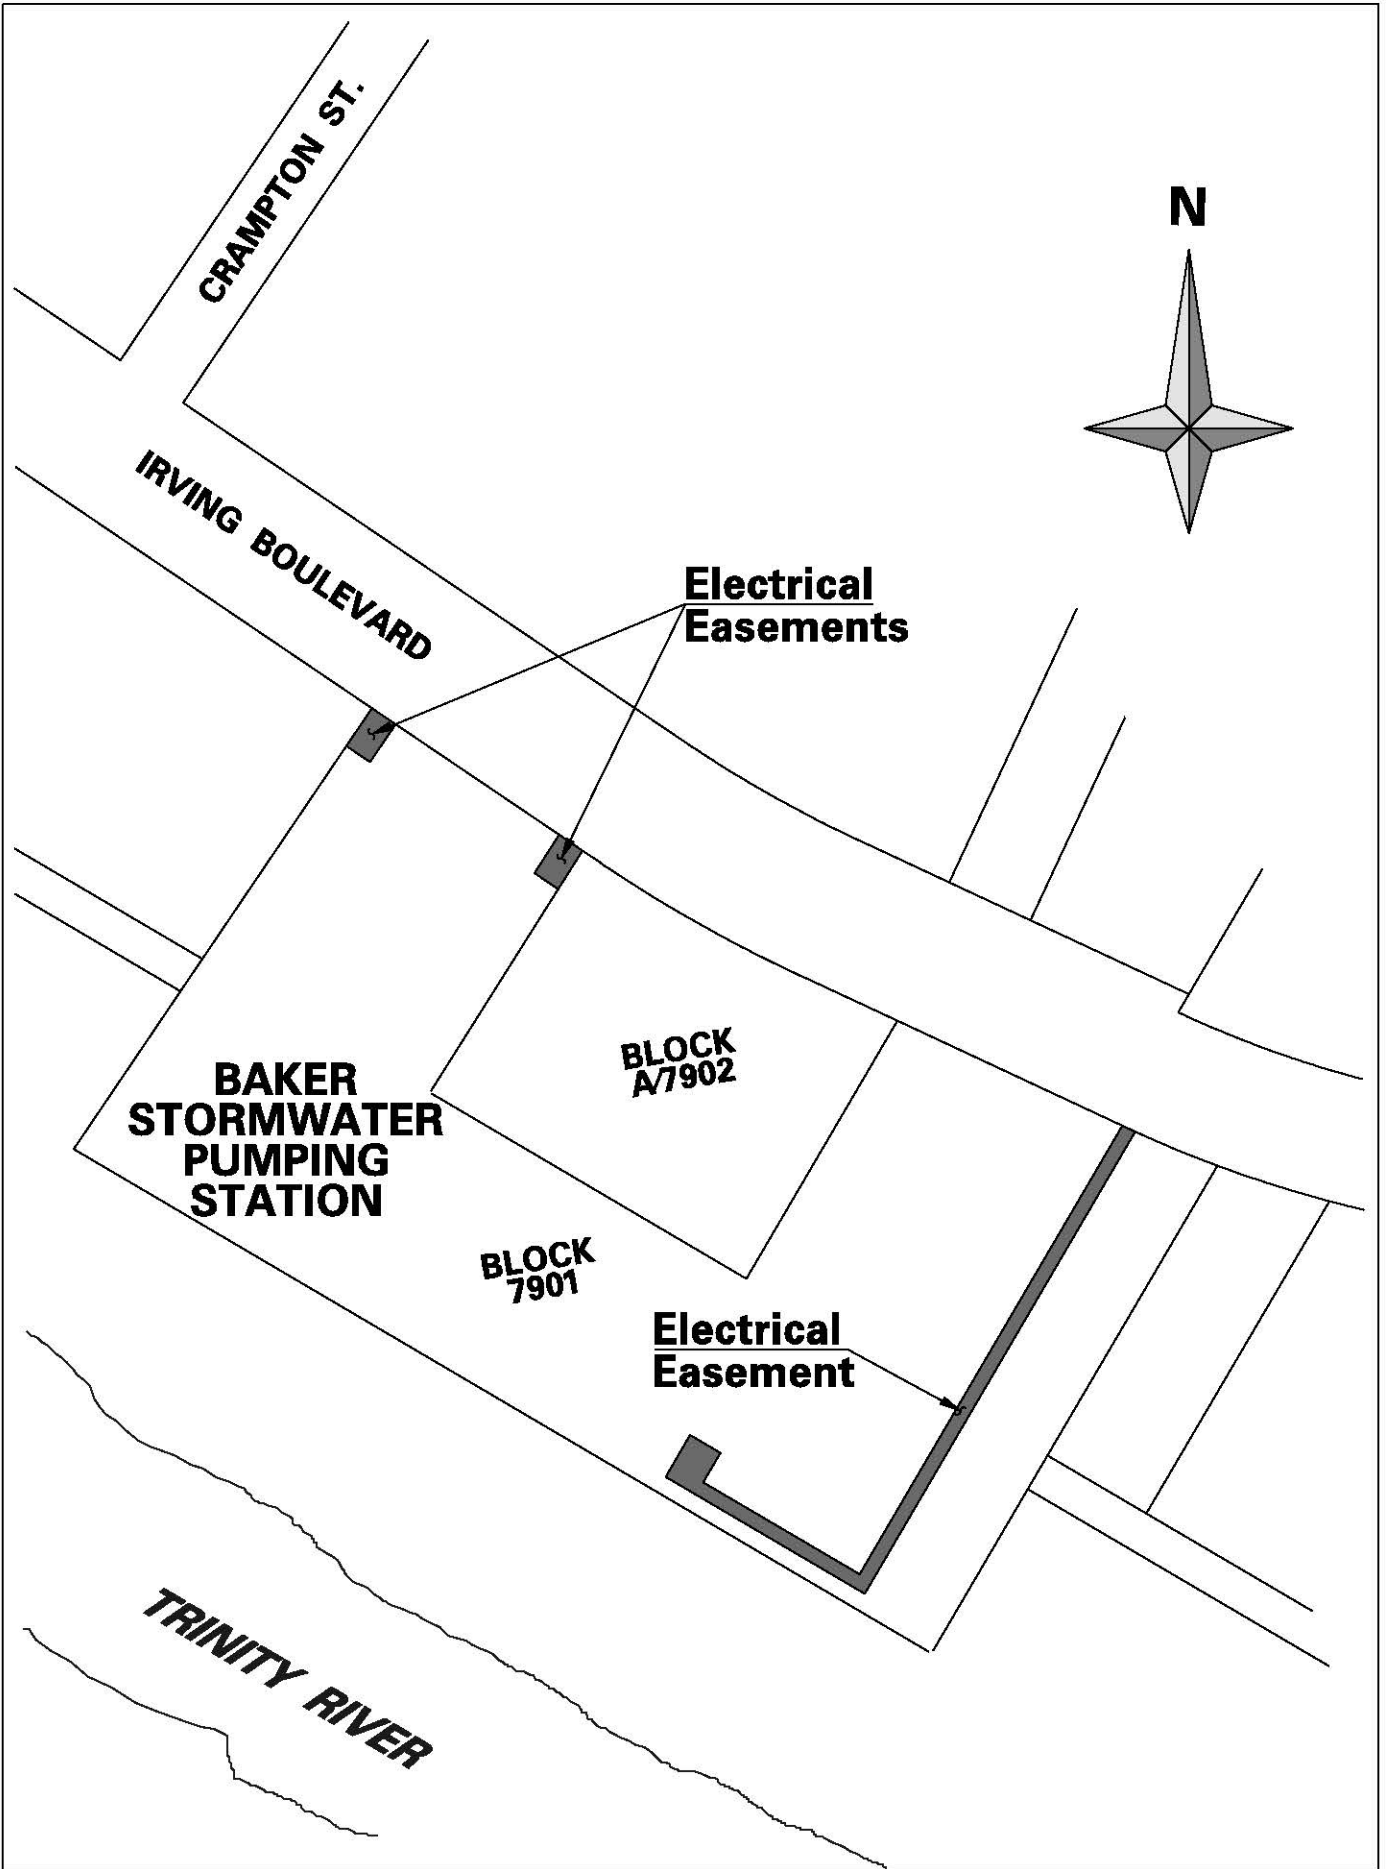 CRAMPTON ST.
N
IRVING BOULEVARD
Electrical
Easements
BLOCK
A/7902
BAKER
STORMWATER
PUMPING
STATION
BLOCK
7901
Electrical
Easement
TRINITY RIVER